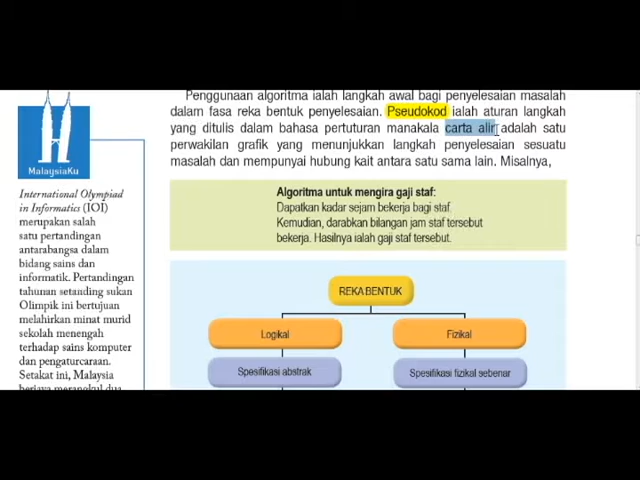 Penggunaan algoritma ialah langkah awal bagi penyelesaian masalah
dalam fasa reka bentuk penyelesaian. Pseudokod ialah aturan langkah
yang ditulis dalam bahasa pertuturan manakala carta alir adalah satu
perwakilan grafik yang menunjukkan langkah penyelesaian sesuatu
masalah dan mempunyai hubung kait antara satu sama lain. Misalnya,
MalaysiaKu
International Olympiad
in Informatics (IOI)
merupakan salah
satu pertandingan
antarabangsa dalam
bidang sains dan
informatik. Pertandingan
tahunan setanding sukan
Olimpik ini bertujuan
melahirkan minat murid
sekolah menengah
terhadap sains komputer
dan pengaturcaraan.
Setakat ini, Malaysia
berjaya merangkul dua
Algoritma untuk mengira gaji staf:
Dapatkan kadar sejam bekerja bagi staf.
Kemudian, darabkan bilangan jam staf tersebut
bekerja. Hasilnya ialah gaji staf tersebut.
REKA BENTUK
Logikal
Fizikal
Spesifikasi abstrak
Spesifikasi fizikal sebenar